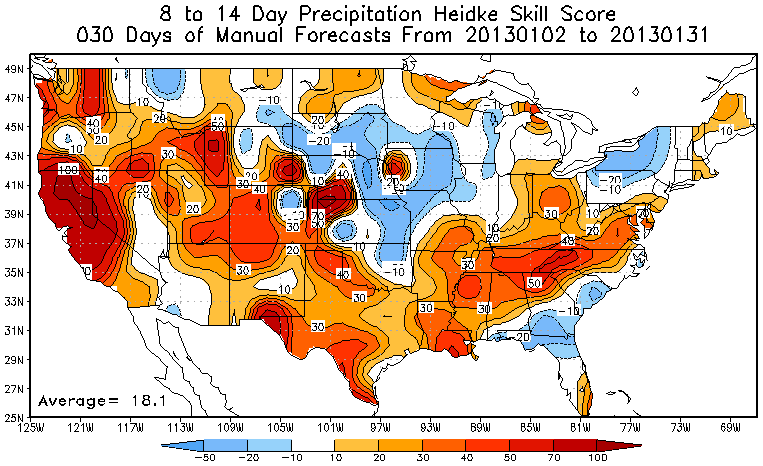 8 to 14 Day Precipitation Heidke Skill Score
030 Days of Manual Forecasts From 20130102 to 20130131
49N
47N
45N
43N
41N
39N
37N
35N
33N
31N
29N
27N
25N
Average= 18.1
125W 121W 117W 113W 109W 105W 101W 97W 93W 89W 85W 81W 77W 73W 69W
-50 -20 -10 10 20 30 40 50 70 100